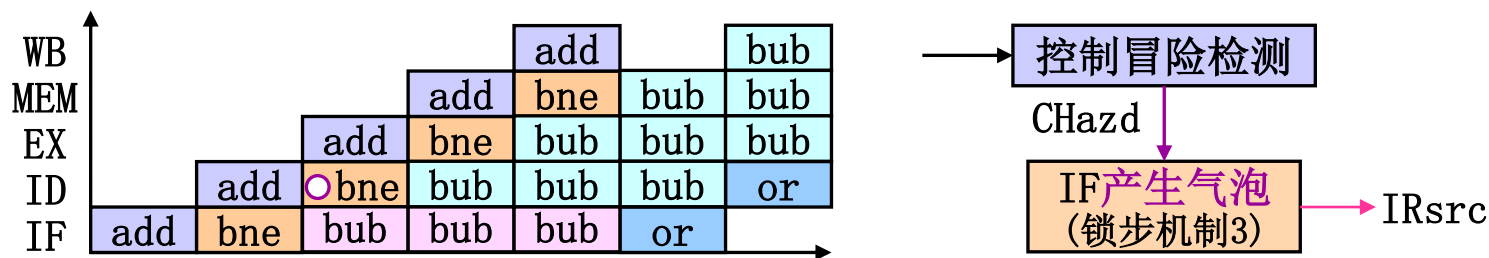 WB add bub
MEM add bne bub bub
EX add bne bub bub bub
ID add bne bub bub bub or
IF add bne bub bub bub or
控制冒险检测
CHazd
IF产生气泡
(锁步机制3)
IRsrc